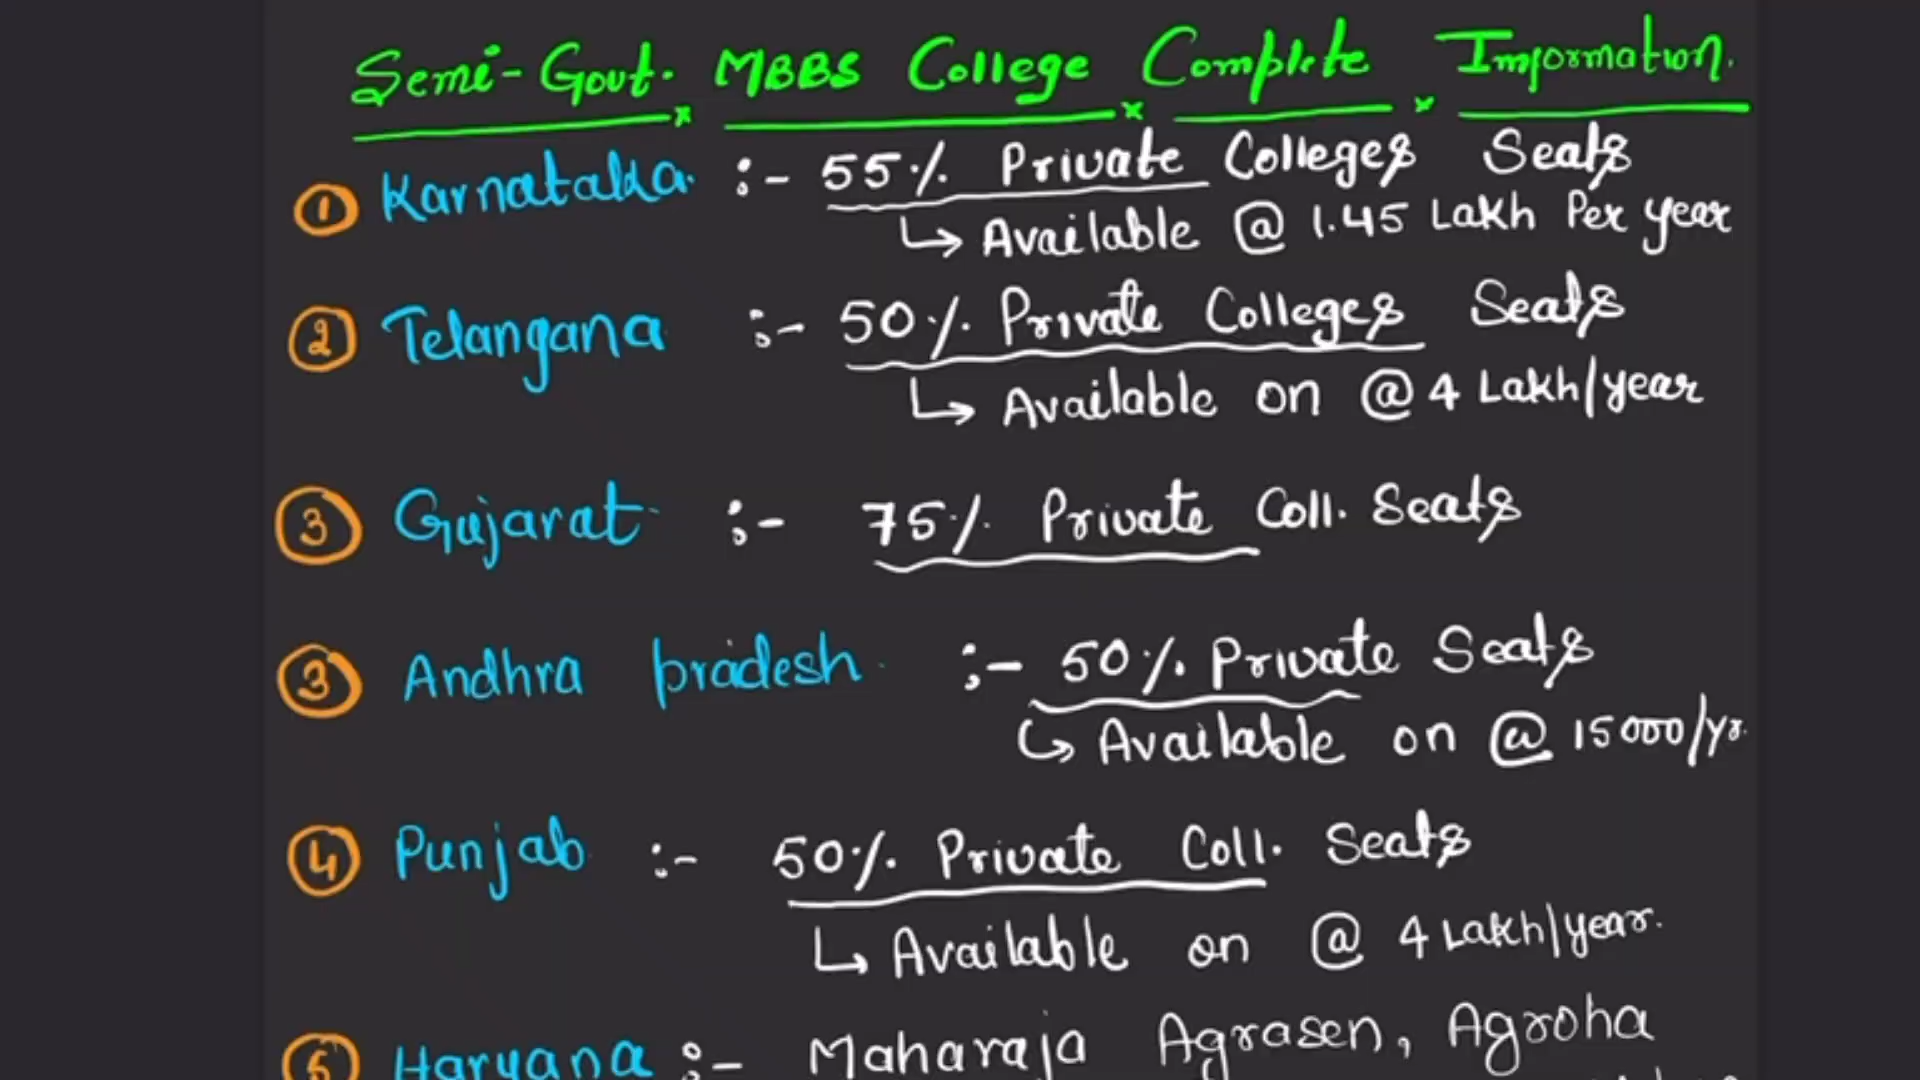 Semi-Govt. MBBS College Complete Information.
① Karnataka :- 55% Private Colleges Seats
↳ Available @ 1.45 Lakh Per year
② Telangana :- 50% Private Colleges Seats
↳ Available on @ 4 Lakh/year
③ Gujarat :- 75% Private Coll. Seats
③ Andhra pradesh :- 50% Private Seats
↳ Available on @ 15000/yr.
④ Punjab :- 50% Private Coll. Seats
↳ Available on @ 4 Lakh/year.
Haryana :- Maharaja Agrasen, Agroha